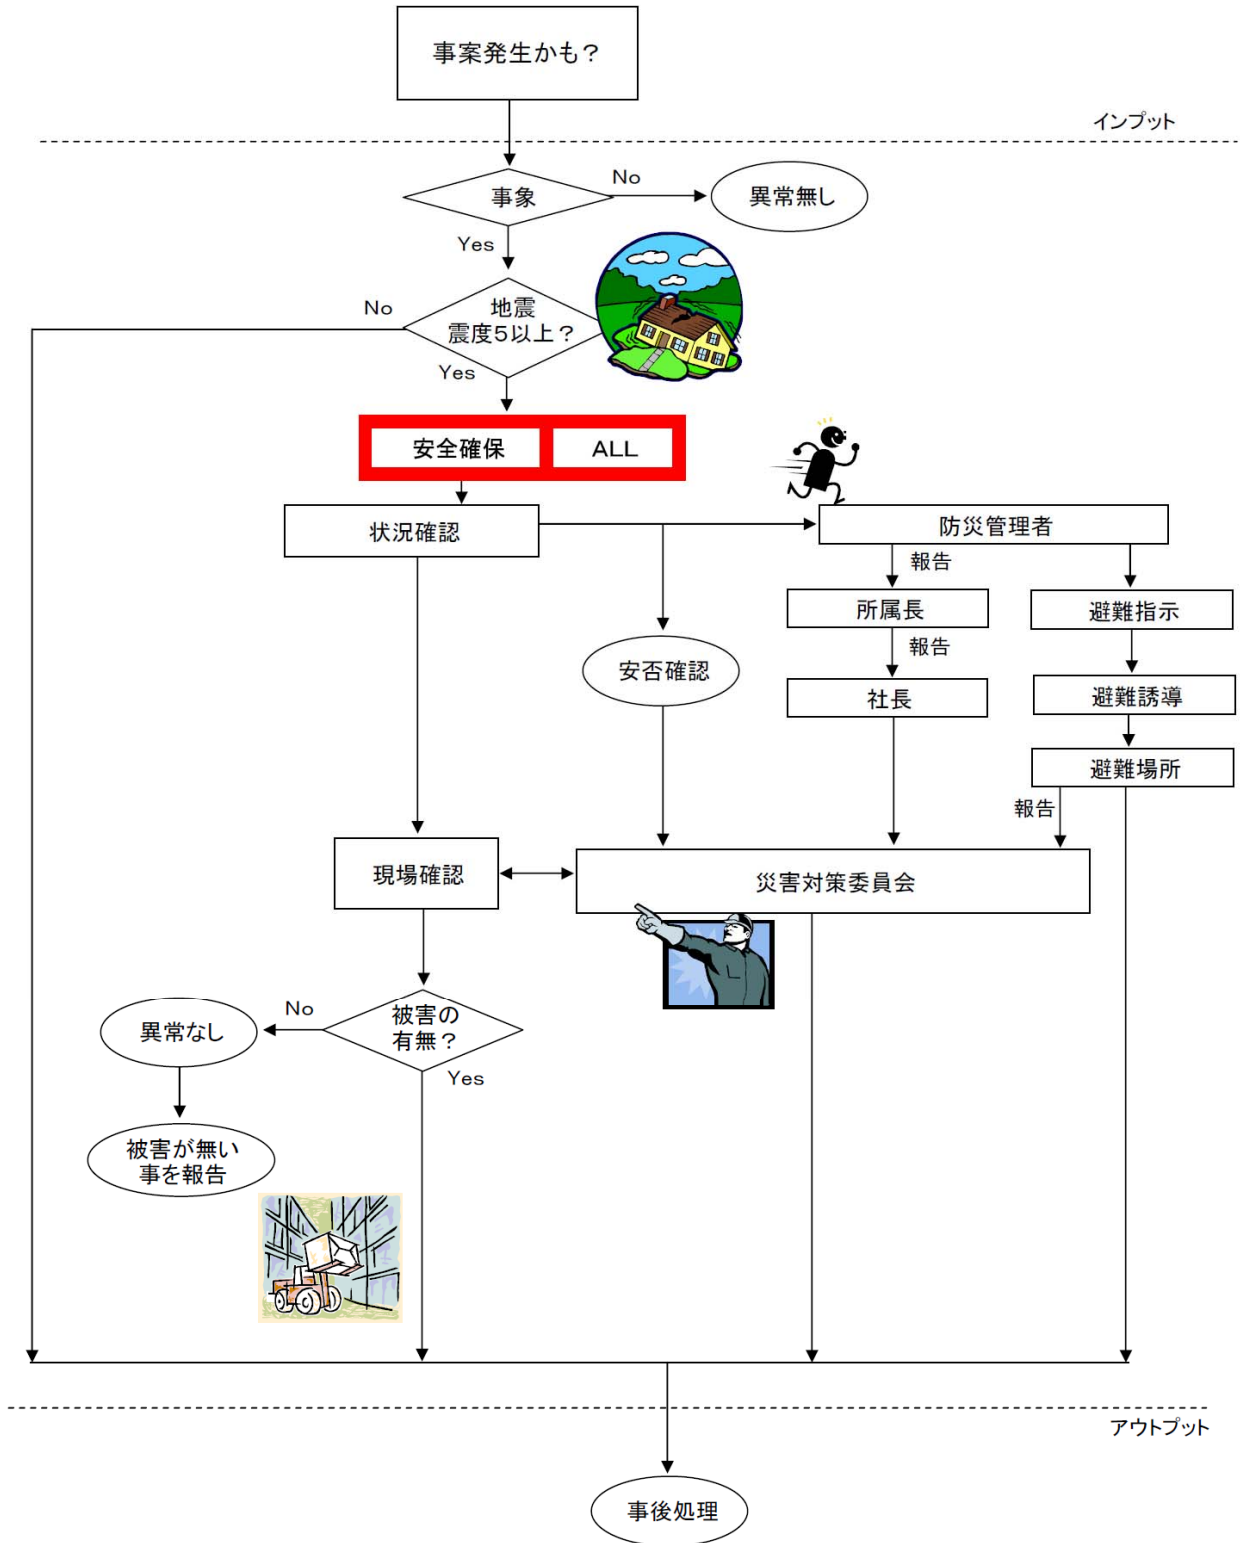 事案発生かも？
インプット
事象
No
異常無し
Yes
地震
震度５以上？
No
Yes
安全確保
ALL
状況確認
防災管理者
報告
所属長
避難指示
報告
安否確認
社長
避難誘導
避難場所
報告
現場確認
災害対策委員会
被害の
有無？
No
異常なし
Yes
被害が無い
事を報告
アウトプット
事後処理